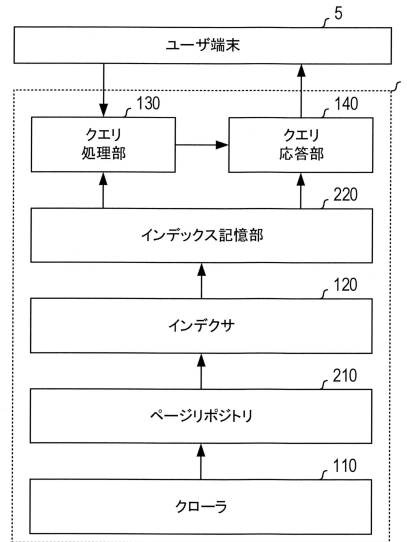 5
ユーザ端末
130
140
クエリ
処理部
クエリ
応答部
220
インデックス記憶部
120
インデクサ
210
ページリポジトリ
110
クローラ